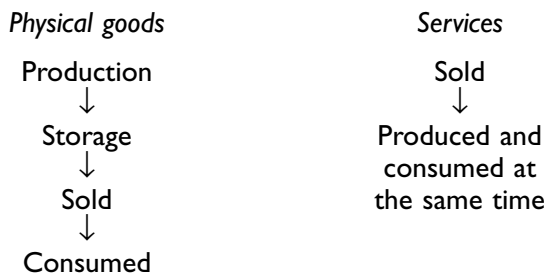 Physical goods
Production
↓
Storage
↓
Sold
↓
Consumed
Services
Sold
↓
Produced and
consumed at
the same time